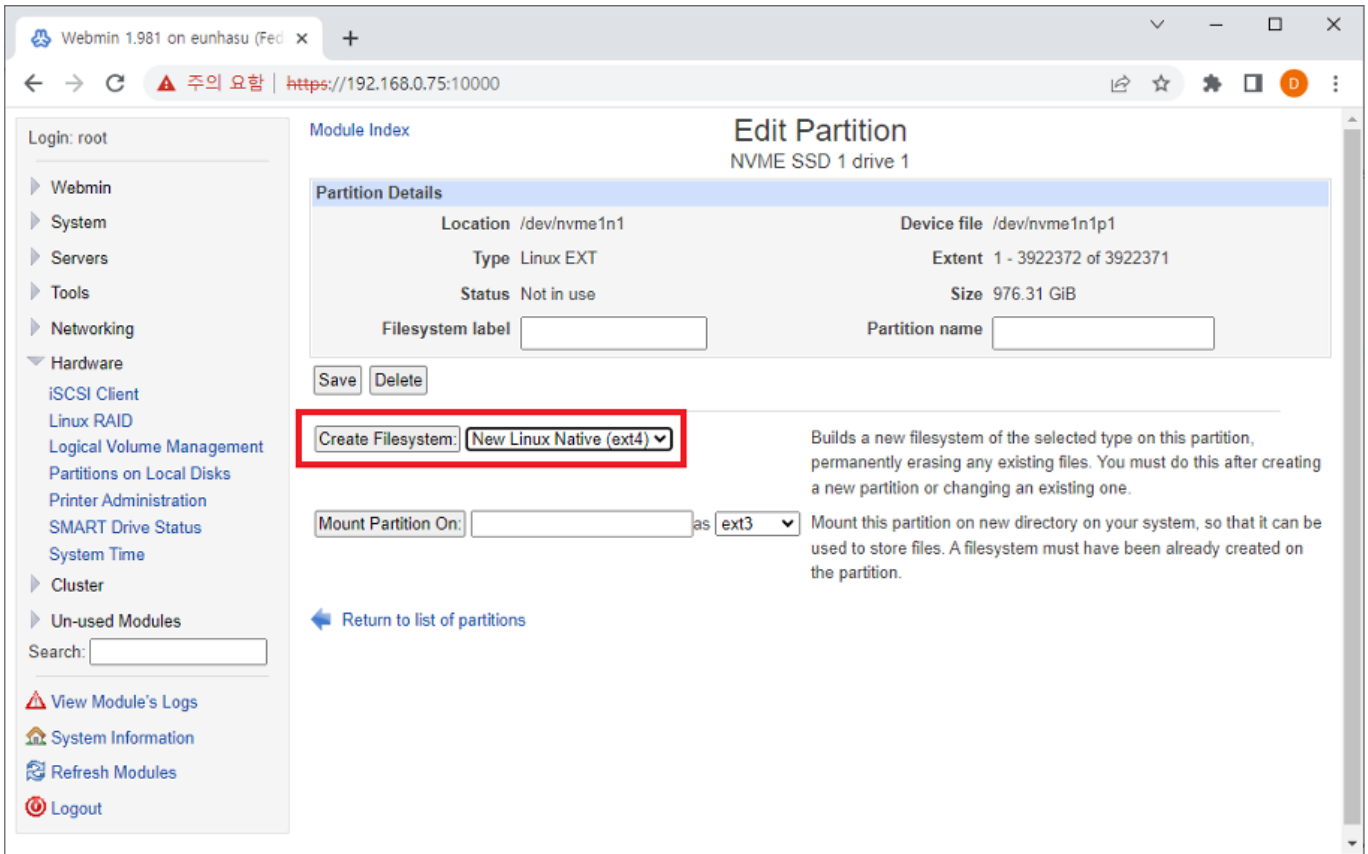 Webmin 1.981 on eunhasu (Fed
주의 요함 | https://192.168.0.75:10000
D
Login: root
Webmin
System
Servers
Tools
Networking
Hardware
iSCSI Client
Linux RAID
Logical Volume Management
Partitions on Local Disks
Printer Administration
SMART Drive Status
System Time
Cluster
Un-used Modules
Search:
View Module's Logs
System Information
Refresh Modules
Logout
Module Index
Edit Partition
NVME SSD 1 drive 1
Partition Details
Location /dev/nvme1n1 Device file /dev/nvme1n1p1
Type Linux EXT Extent 1 - 3922372 of 3922371
Status Not in use Size 976.31 GiB
Filesystem label Partition name
Save Delete
Create Filesystem: New Linux Native (ext4)
Builds a new filesystem of the selected type on this partition,
permanently erasing any existing files. You must do this after creating
a new partition or changing an existing one.
Mount Partition On: as ext3
Mount this partition on new directory on your system, so that it can be
used to store files. A filesystem must have been already created on
the partition.
Return to list of partitions